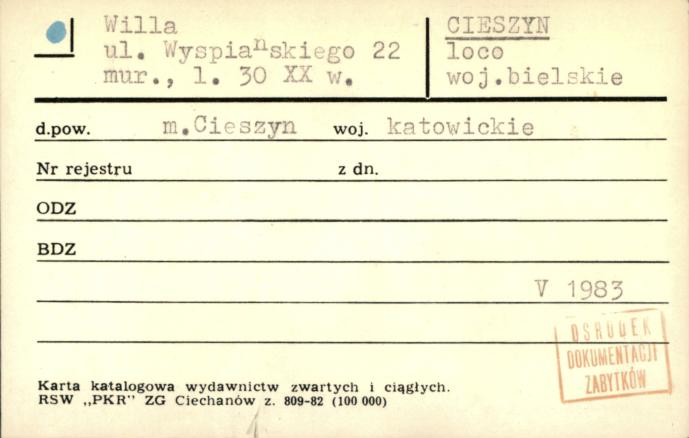 Willa
ul. Wyspiańskiego 22
mur., l. 30 XX w.
CIESZYN
loco
woj.bielskie
d.pow. m.Cieszyn woj. katowickie
Nr rejestru z dn.
ODZ
BDZ
V 1983
OŚRODEK
DOKUMENTACJI
ZABYTKÓW
Karta katalogowa wydawnictw zwartych i ciągłych.
RSW „PKR" ZG Ciechanów z. 809-82 (100 000)